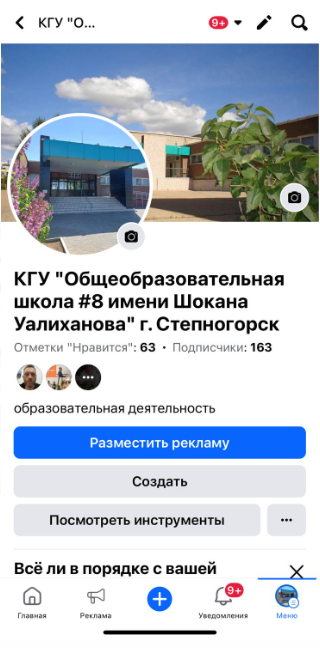 КГУ "О...
9+
КГУ "Общеобразовательная
школа #8 имени Шокана
Уалиханова" г. Степногорск
Отметки "Нравится": 63 • Подписчики: 163
образовательная деятельность
Разместить рекламу
Создать
Посмотреть инструменты
Всё ли в порядке с вашей
9+
Главная Реклама Уведомления Меню